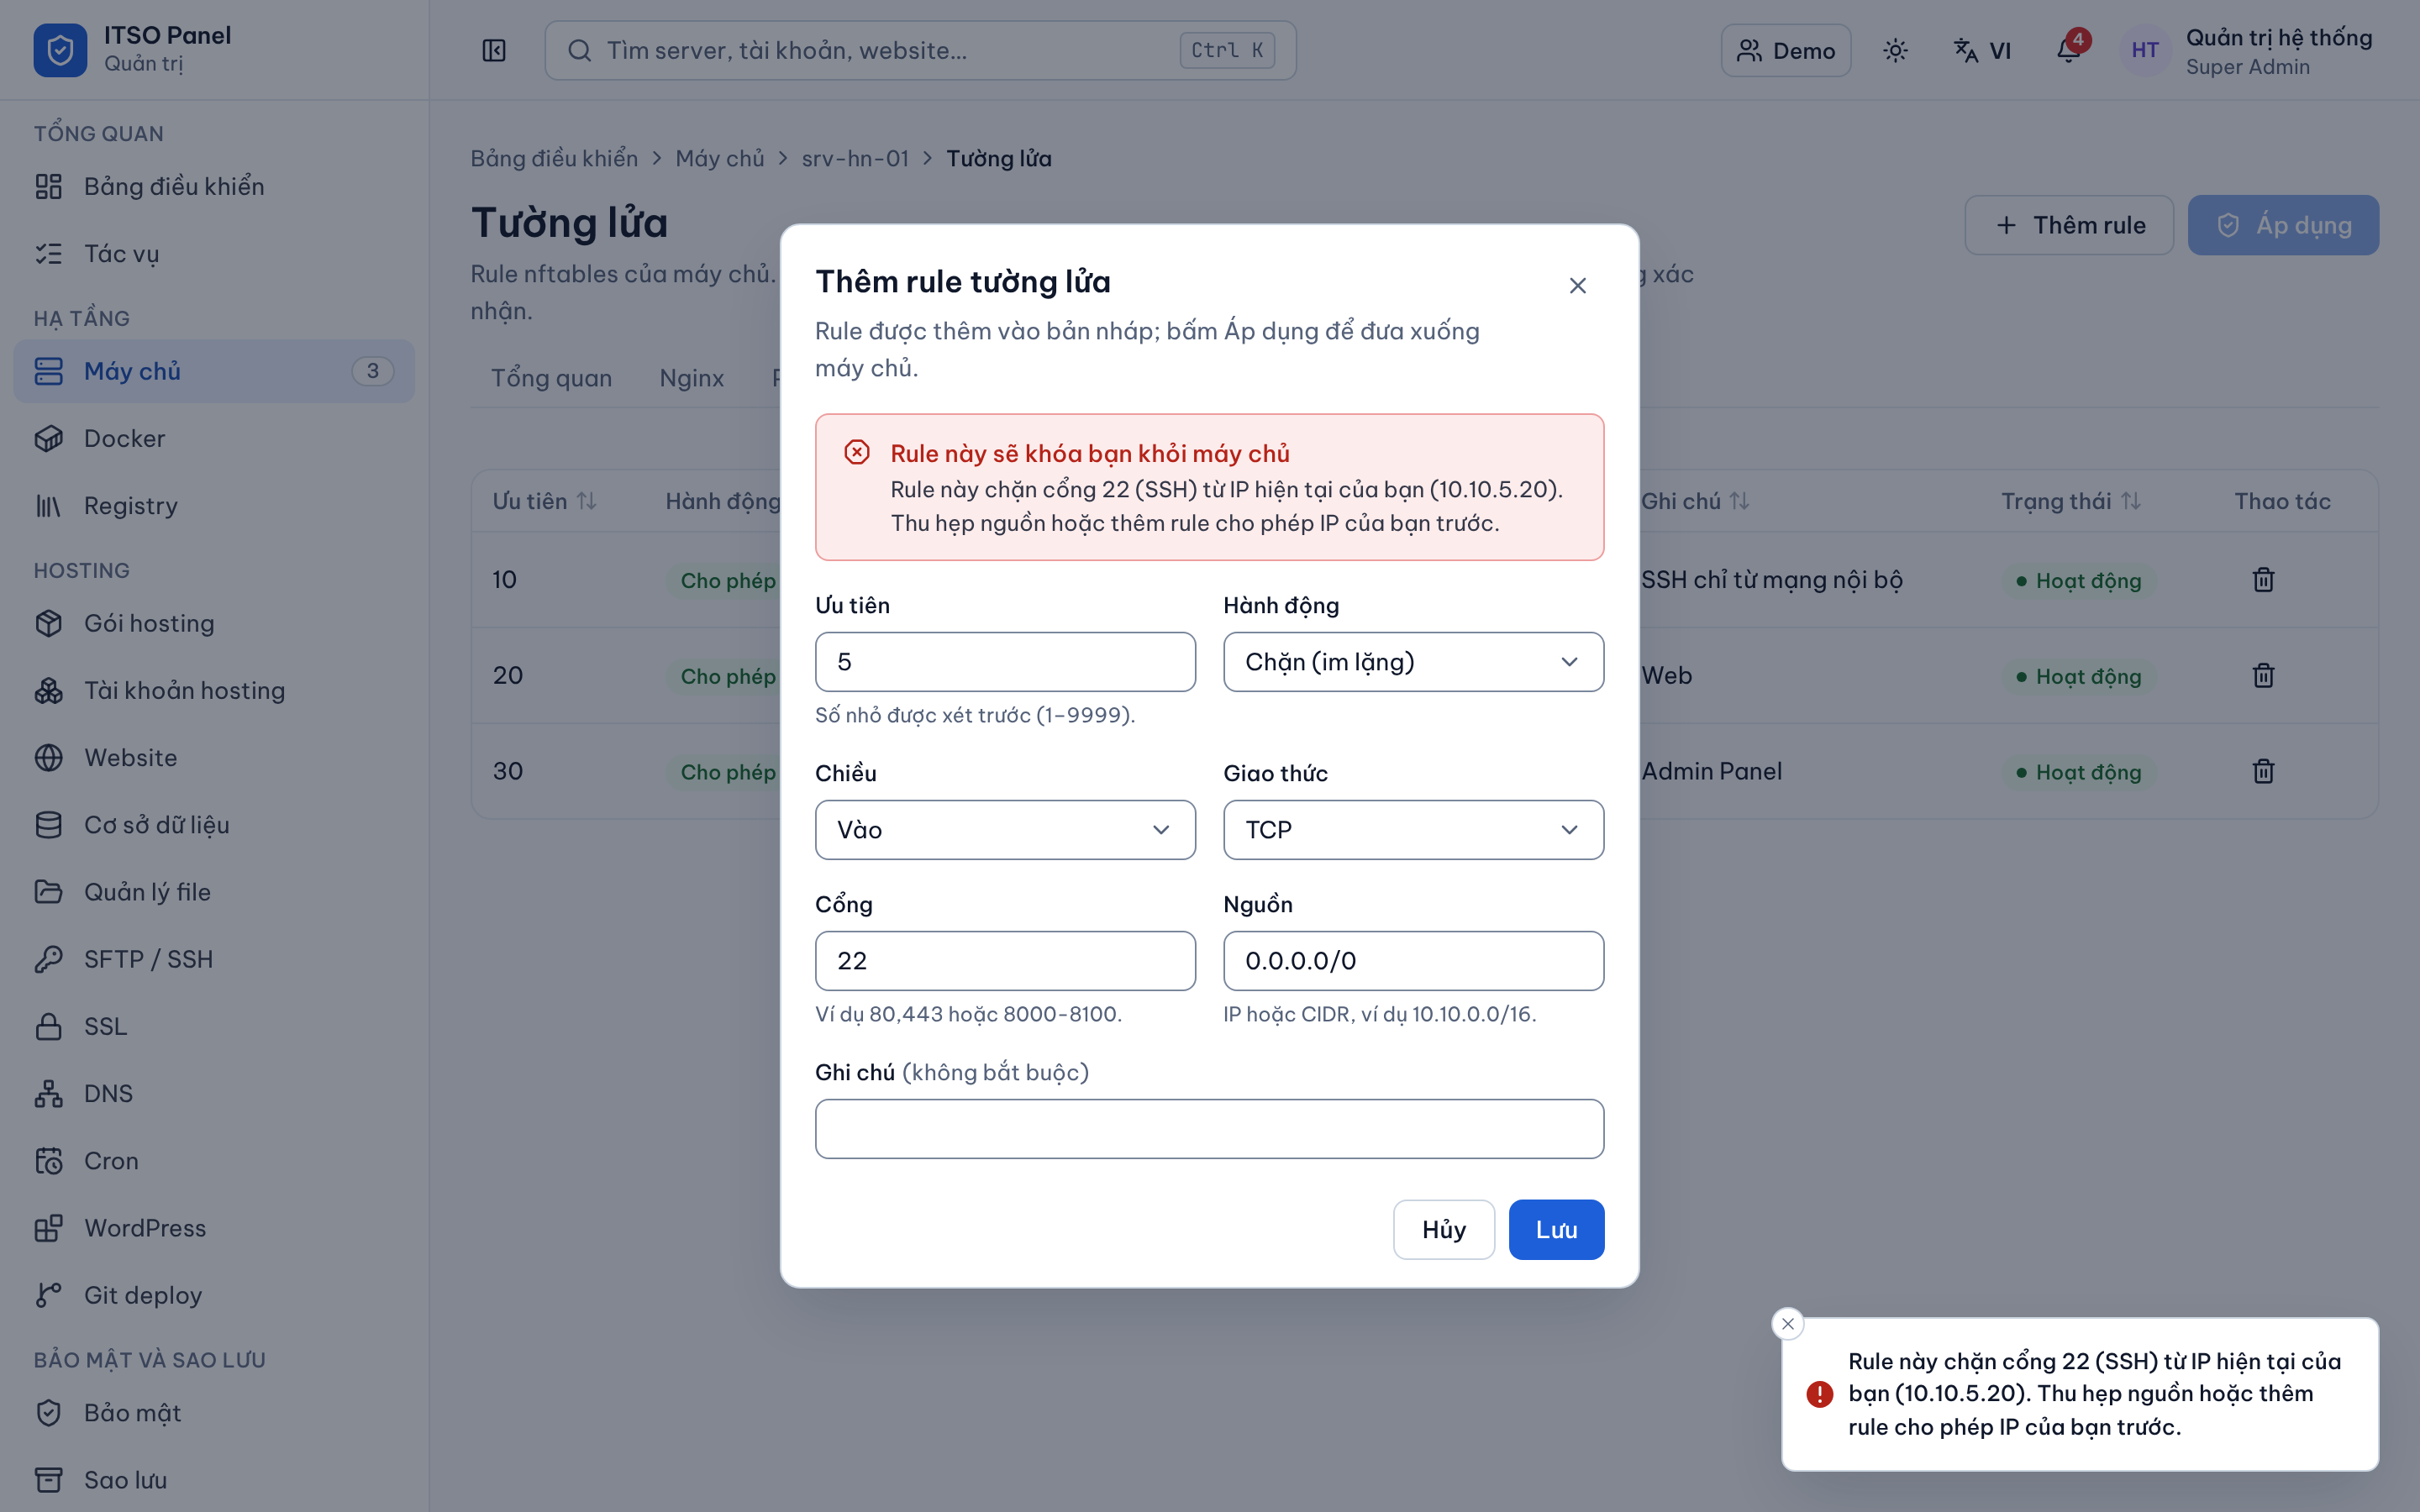 ITSO Panel
Quản trị
Tìm server, tài khoản, website...
Ctrl K
Demo
VI
4
HT
Quản trị hệ thống
Super Admin
TỔNG QUAN
Bảng điều khiển
Tác vụ
HẠ TẦNG
Máy chủ
3
Docker
Registry
HOSTING
Gói hosting
Tài khoản hosting
Website
Cơ sở dữ liệu
Quản lý file
SFTP / SSH
SSL
DNS
Cron
WordPress
Git deploy
BẢO MẬT VÀ SAO LƯU
Bảo mật
Sao lưu
Bảng điều khiển > Máy chủ > srv-hn-01 > Tường lửa
Tường lửa
Rule nftables của máy chủ.
xác
nhận.
Thêm rule
Áp dụng
Tổng quan
Nginx
Ưu tiên
Hành động
Ghi chú
Trạng thái
Thao tác
10
Cho phép
SSH chỉ từ mạng nội bộ
Hoạt động
20
Cho phép
Web
Hoạt động
30
Cho phép
Admin Panel
Hoạt động
Thêm rule tường lửa
Rule được thêm vào bản nháp; bấm Áp dụng để đưa xuống
máy chủ.
Rule này sẽ khóa bạn khỏi máy chủ
Rule này chặn cổng 22 (SSH) từ IP hiện tại của bạn (10.10.5.20).
Thu hẹp nguồn hoặc thêm rule cho phép IP của bạn trước.
Ưu tiên
Hành động
5
Chặn (im lặng)
Số nhỏ được xét trước (1–9999).
Chiều
Giao thức
Vào
TCP
Cổng
Nguồn
22
0.0.0.0/0
Ví dụ 80,443 hoặc 8000-8100.
IP hoặc CIDR, ví dụ 10.10.0.0/16.
Ghi chú (không bắt buộc)
Hủy
Lưu
Rule này chặn cổng 22 (SSH) từ IP hiện tại của
bạn (10.10.5.20). Thu hẹp nguồn hoặc thêm
rule cho phép IP của bạn trước.